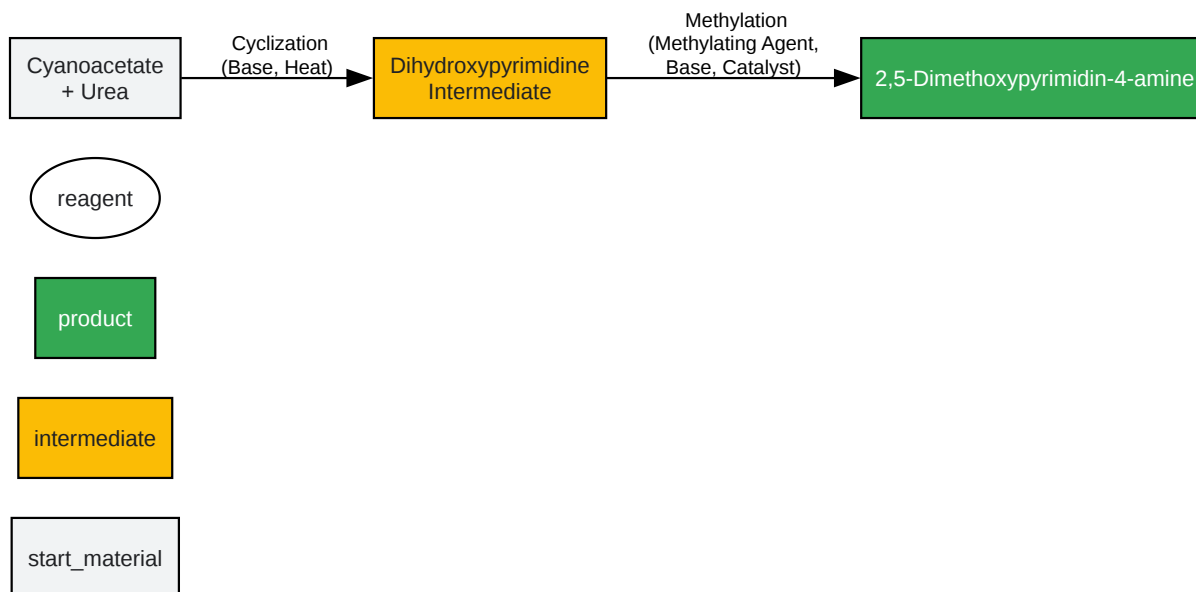 Cyanoacetate
+ Urea
Cyclization
(Base, Heat)
Dihydroxypyrimidine
Intermediate
Methylation
(Methylating Agent,
Base, Catalyst)
2,5-Dimethoxypyrimidin-4-amine
reagent
product
intermediate
start_material